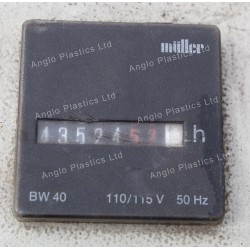 müller
Anglo Plastics Ltd
Anglo Plastics Ltd
1352453 h
Anglo Plastics Ltd
BW 40 110/115 V 50 Hz
Anglo Plastics Ltd